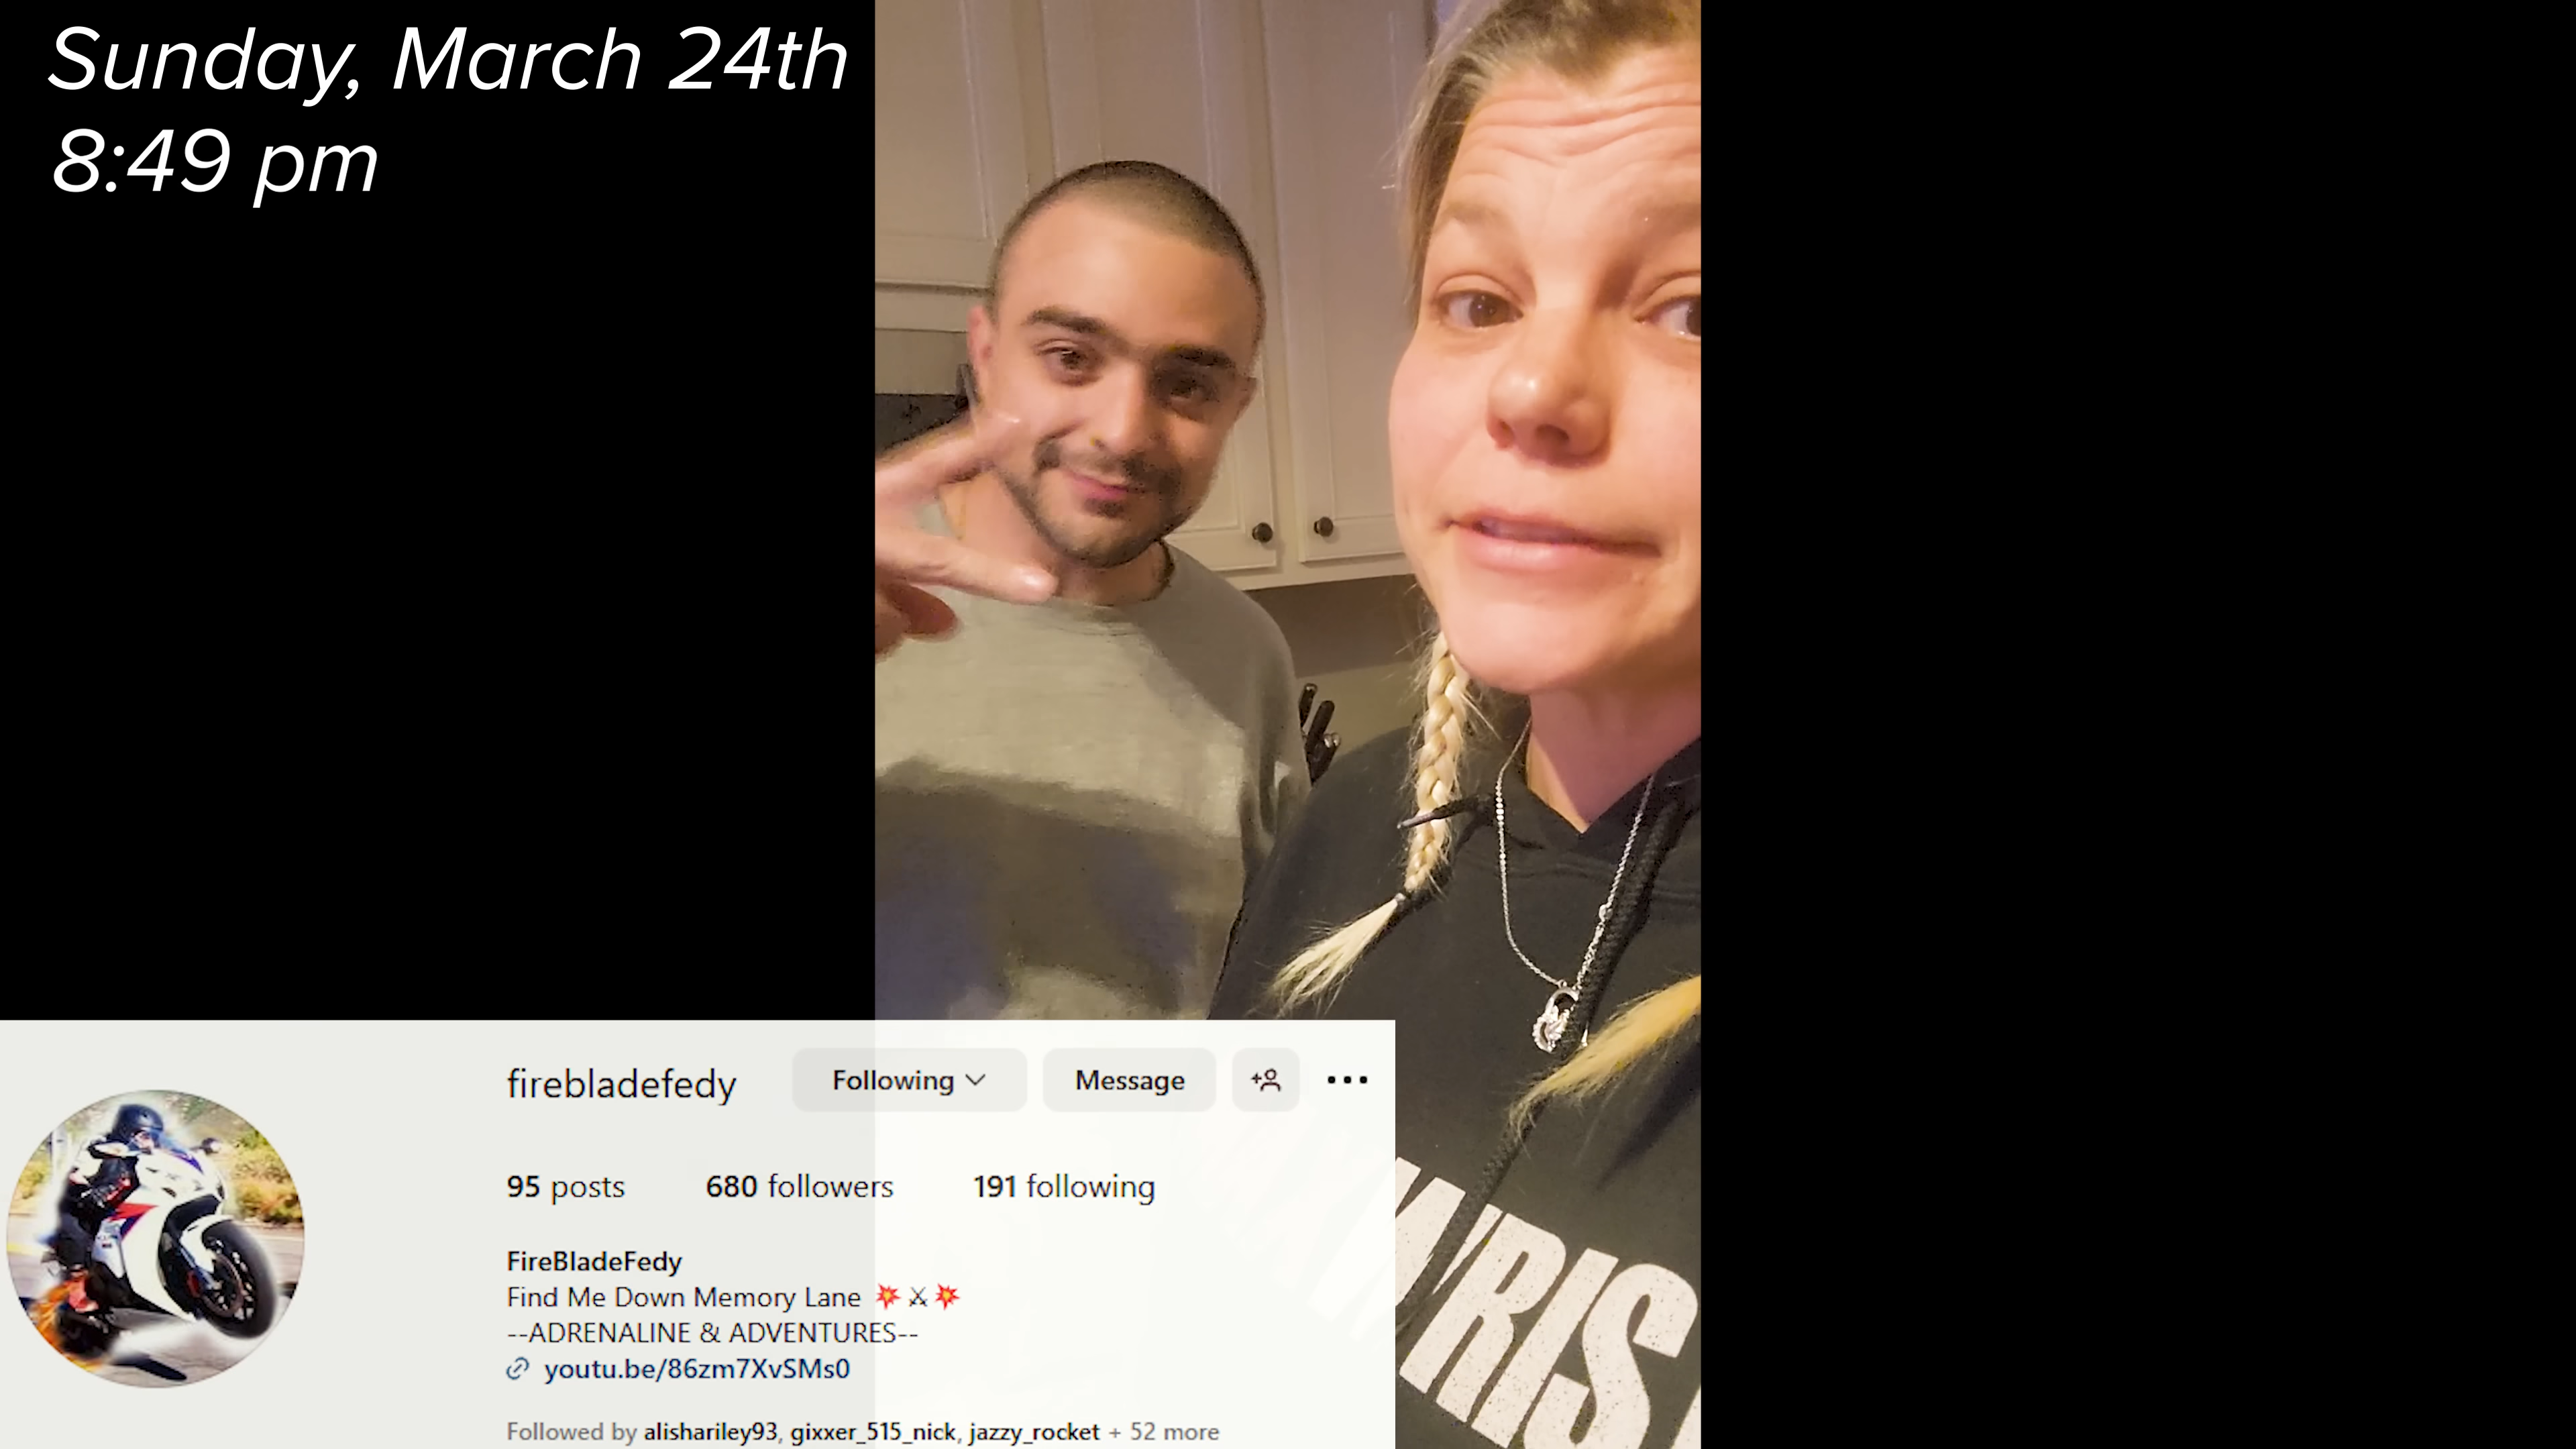 Sunday, March 24th
8:49 pm
firebladefedy Following Message
95 posts 680 followers 191 following
FireBladeFedy
Find Me Down Memory Lane 💥⚔💥
--ADRENALINE & ADVENTURES--
youtu.be/86zm7XvSMs0
Followed by alishariley93, gixxer_515_nick, jazzy_rocket + 52 more